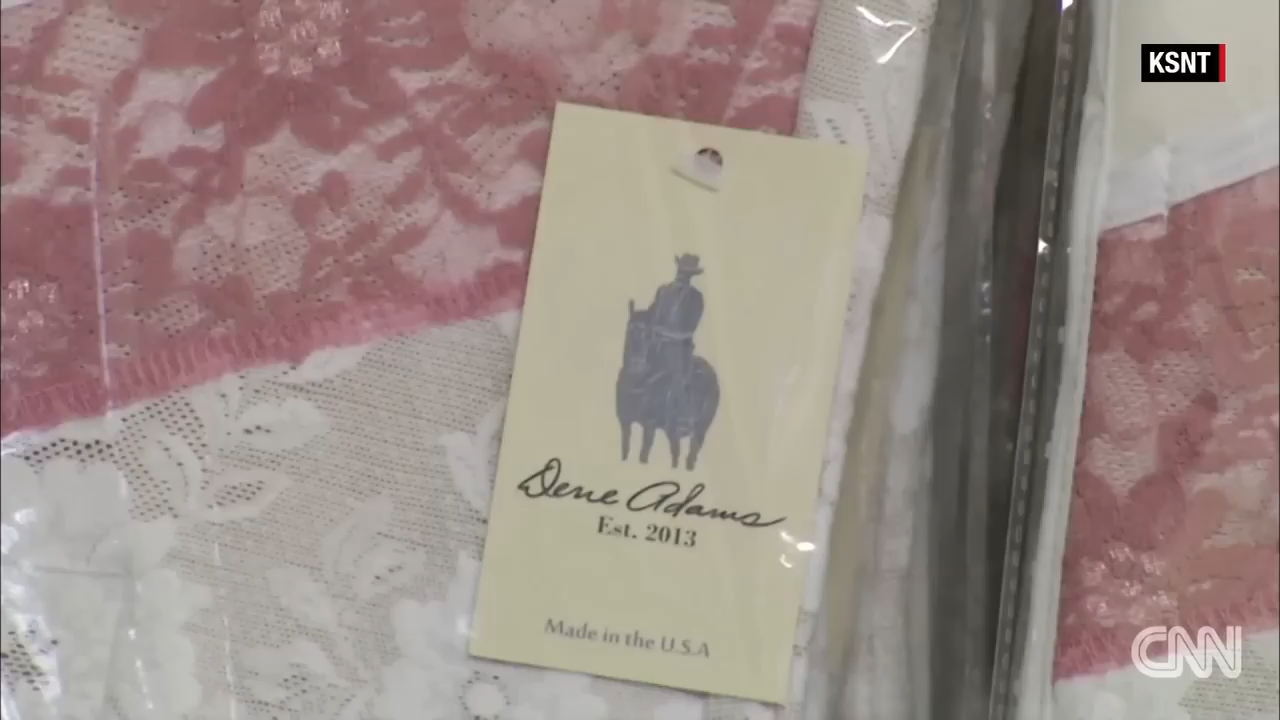 KSNT
Dene Adams
Est. 2013
Made in the U.S.A
CNN